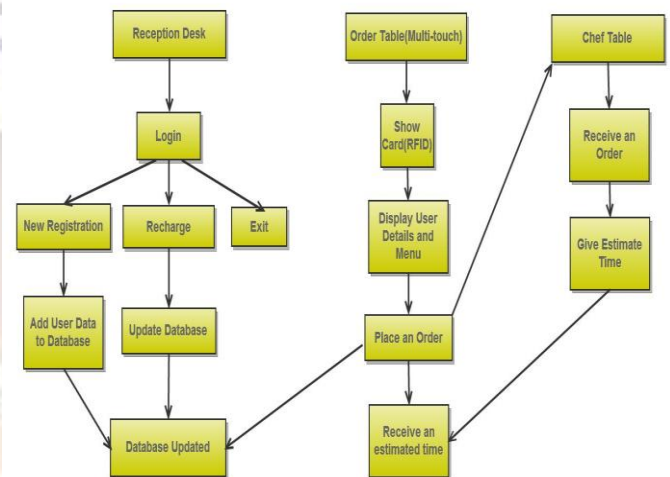 Reception Desk
Order Table(Multi-touch)
Chef Table
Login
Show
Card(RFID)
Receive an
Order
New Registration
Recharge
Exit
Display User
Details and
Menu
Give Estimate
Time
Add User Data
to Database
Update Database
Place an Order
Database Updated
Receive an
estimated time